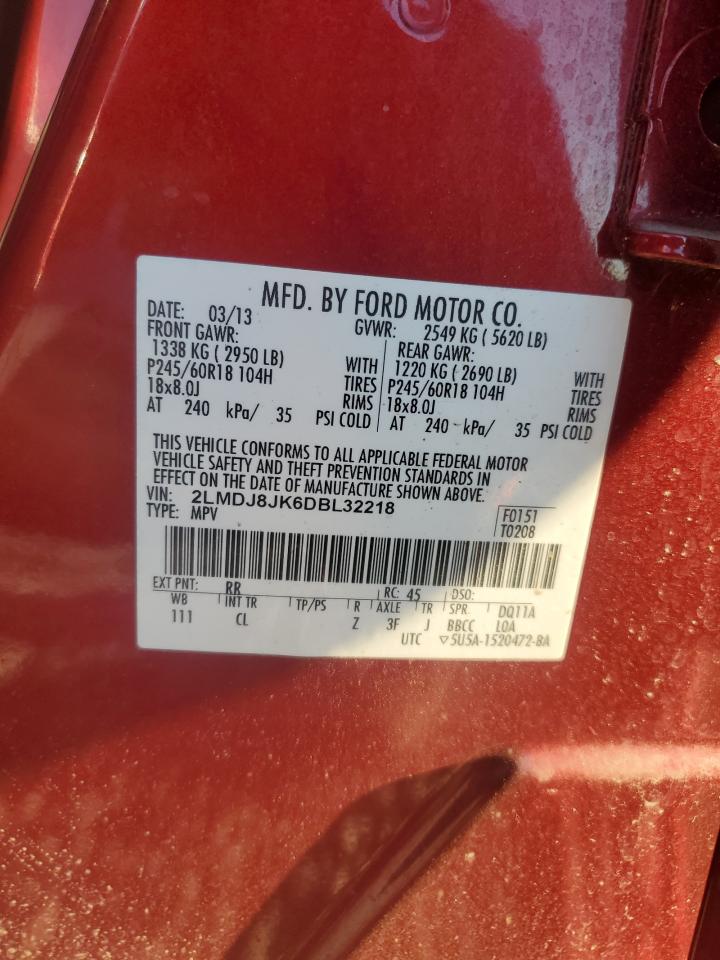 MFD. BY FORD MOTOR CO.
DATE: 03/13 GVWR: 2549 KG ( 5620 LB)
FRONT GAWR: REAR GAWR:
1338 KG ( 2950 LB) WITH 1220 KG ( 2690 LB) WITH
P245/60R18 104H TIRES P245/60R18 104H TIRES
18x8.0J RIMS 18x8.0J RIMS
AT 240 kPa/ 35 PSI COLD AT 240 kPa/ 35 PSI COLD
THIS VEHICLE CONFORMS TO ALL APPLICABLE FEDERAL MOTOR
VEHICLE SAFETY AND THEFT PREVENTION STANDARDS IN
EFFECT ON THE DATE OF MANUFACTURE SHOWN ABOVE.
VIN: 2LMDJ8JK6DBL32218 F0151
TYPE: MPV T0208
EXT PNT: RR RC: 45 DSO:
WB INT TR TP/PS R AXLE TR SPR DQ11A
111 CL Z 3F J BBCC LOA
UTC ▽5U5A-1520472-BA